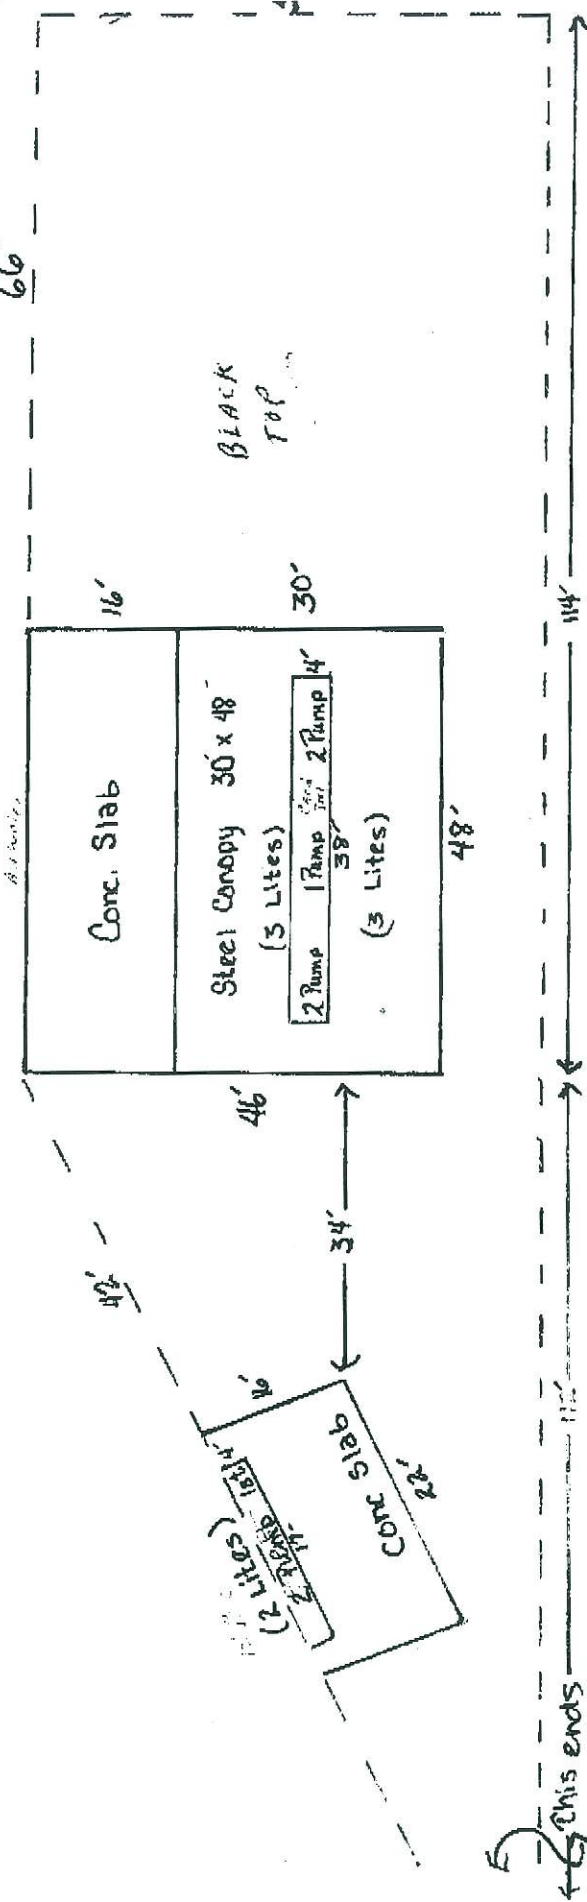 66
BLACK
TOP
16'
30'
Conc. Slab
Steel Canopy 30' x 48'
(3 Lites)
2 Pump 1 Pump 2 Pump 4'
38'
(3 Lites)
48'
46'
34'
114'
42'
16'
(2 Lites)
2 Pump Isl. 4'
Conc Slab
22'
This ends